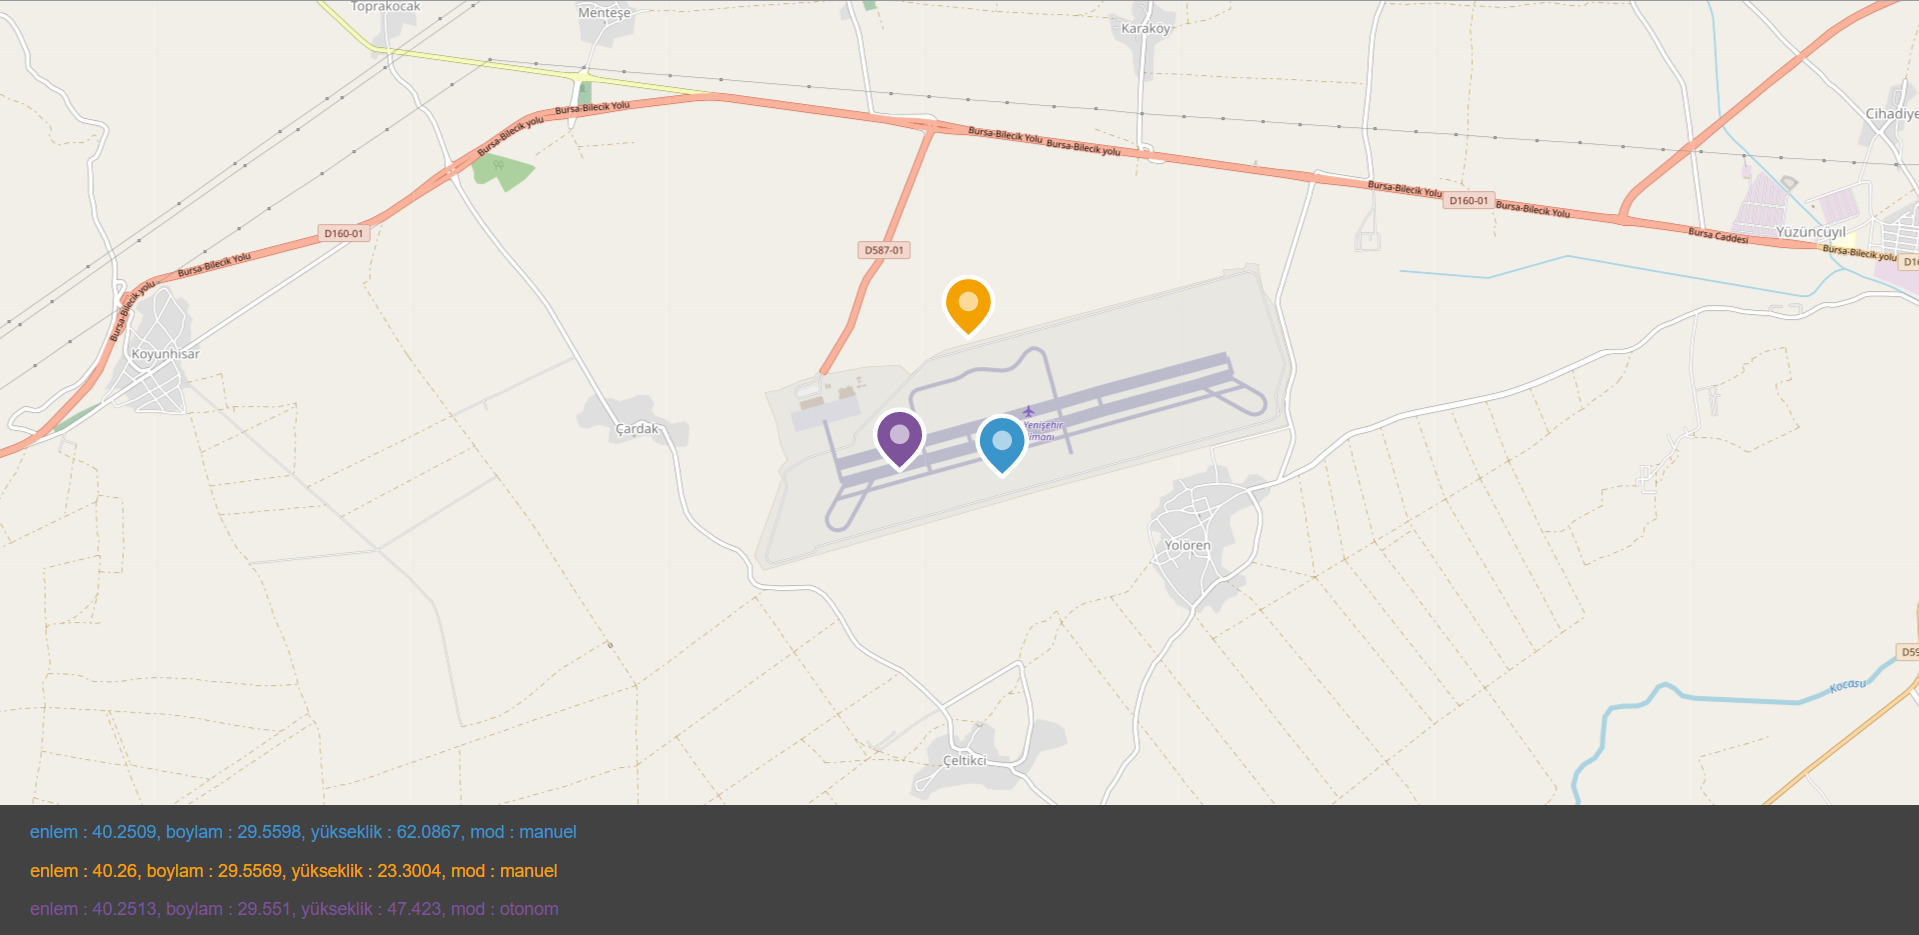 Toprakocak
Menteşe
Karaköy
Cihadiye
Bursa-Bilecik Yolu
Bursa-Bilecik yolu
Bursa-Bilecik Yolu
Bursa-Bilecik yolu
Bursa-Bilecik Yolu
D160-01
Bursa-Bilecik Yolu
Bursa Caddesi
Yüzüncüyıl
Bursa-Bilecik yolu
D160-01
D587-01
Bursa-Bilecik Yolu
Bursa-Bilecik yolu
Koyunhisar
Çardak
Yenişehir
Yolören
Kocasu
Çeltikci
enlem : 40.2509, boylam : 29.5598, yükseklik : 62.0867, mod : manuel
enlem : 40.26, boylam : 29.5569, yükseklik : 23.3004, mod : manuel
enlem : 40.2513, boylam : 29.551, yükseklik : 47.423, mod : otonom